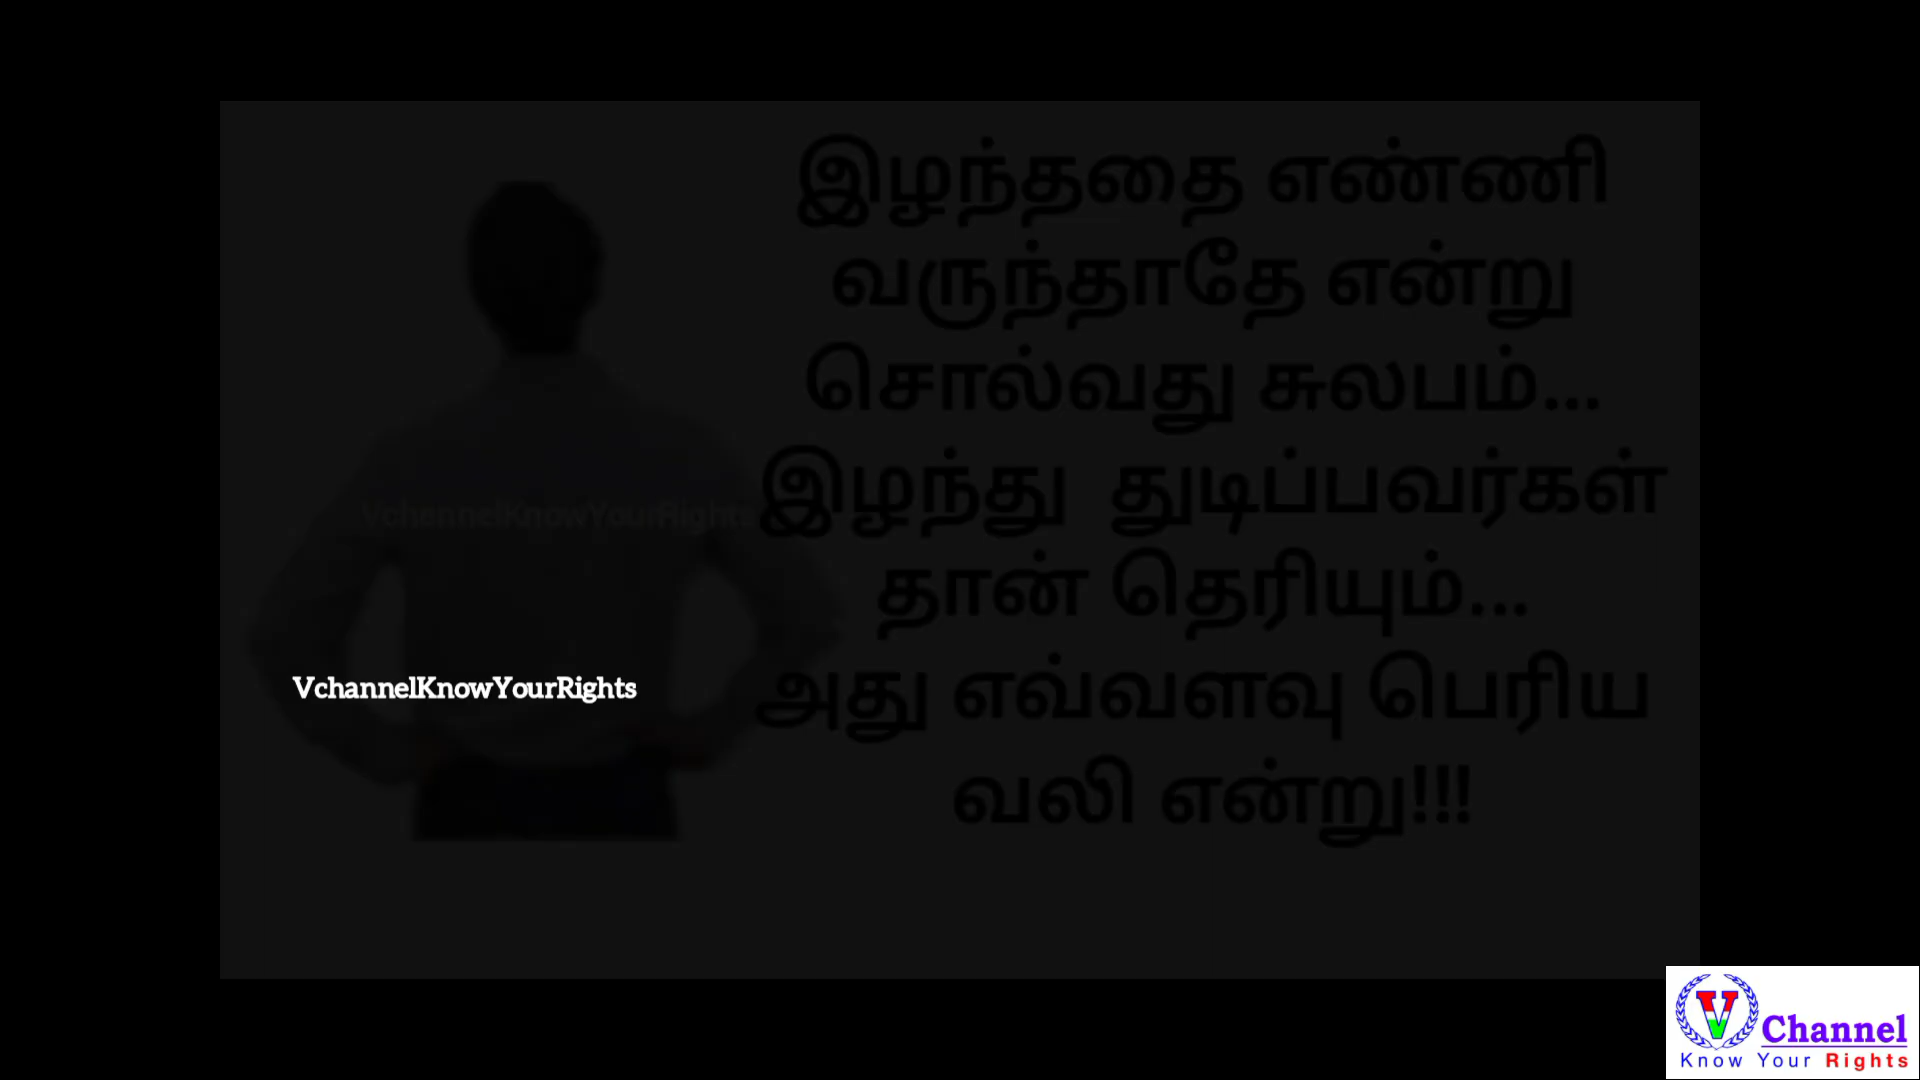 இழந்ததை எண்ணி
வருந்தாதே என்று
சொல்வது சுலபம்...
இழந்து துடிப்பவர்கள்
தான் தெரியும்...
அது எவ்வளவு பெரிய
வலி என்று!!!
VchannelKnowYourRights
VchannelKnowYourRights
V Channel
Know Your Rights